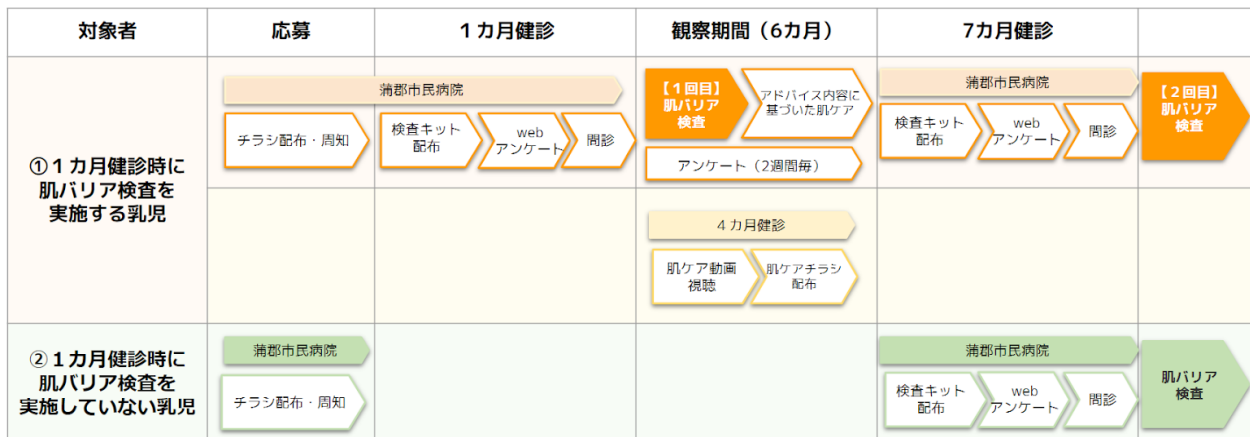 対象者
応募
1カ月健診
観察期間（6カ月）
7カ月健診
①1カ月健診時に
肌バリア検査を
実施する乳児
蒲郡市民病院
チラシ配布・周知
検査キット
配布
web
アンケート
問診
【1回目】
肌バリア
検査
アドバイス内容に
基づいた肌ケア
アンケート（2週間毎）
蒲郡市民病院
検査キット
配布
web
アンケート
問診
【2回目】
肌バリア
検査
4カ月健診
肌ケア動画
視聴
肌ケアチラシ
配布
②1カ月健診時に
肌バリア検査を
実施していない乳児
蒲郡市民病院
チラシ配布・周知
蒲郡市民病院
検査キット
配布
web
アンケート
問診
肌バリア
検査